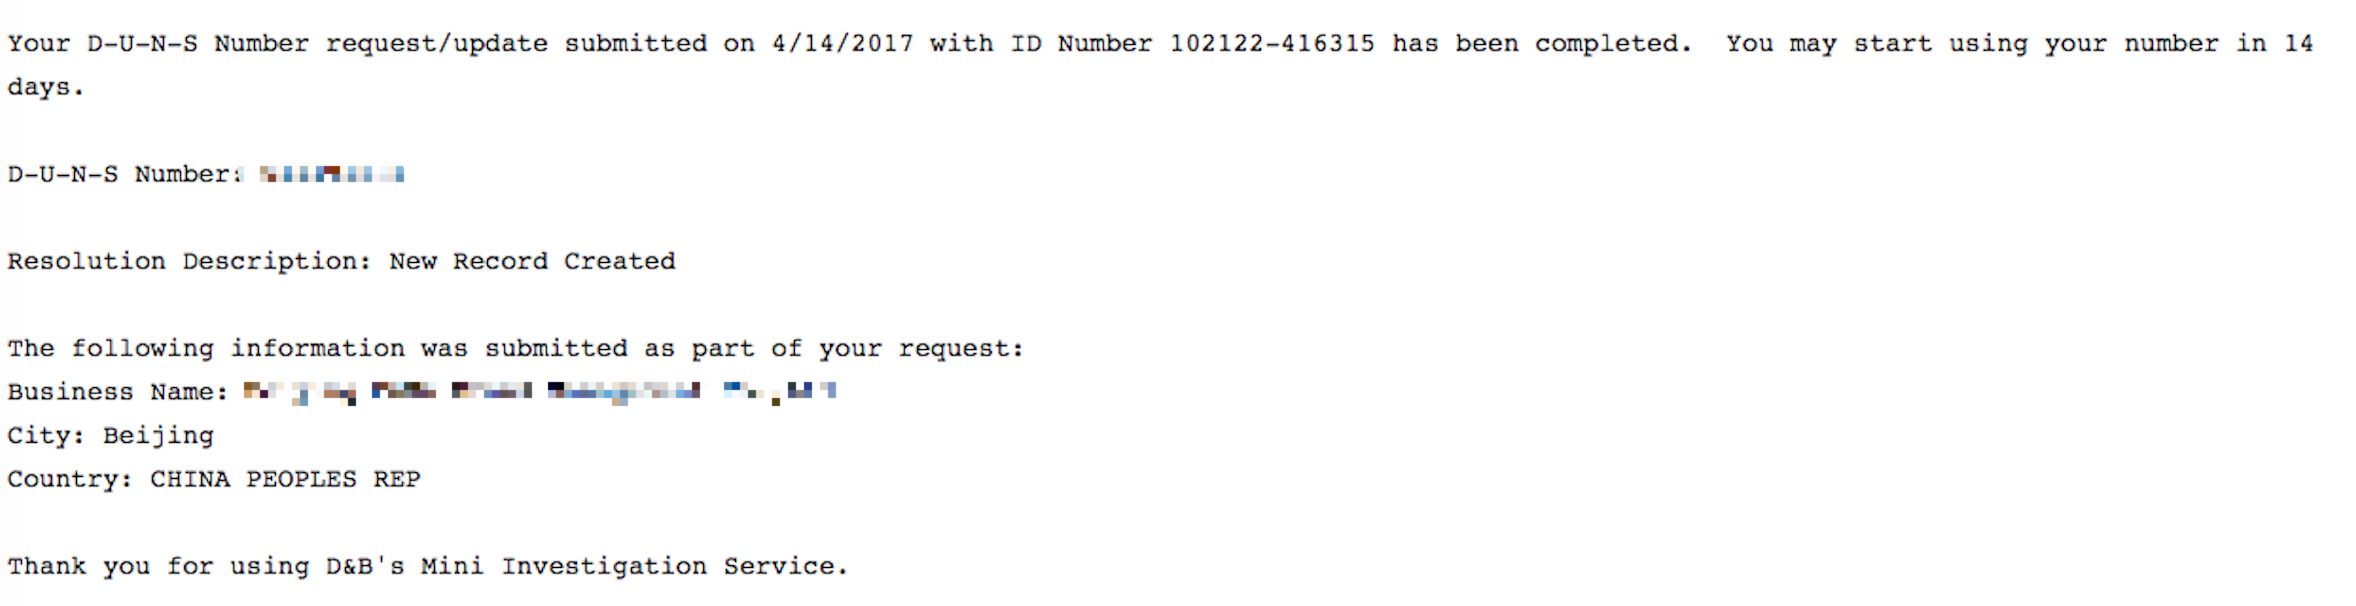 Your D-U-N-S Number request/update submitted on 4/14/2017 with ID Number 102122-416315 has been completed.  You may start using your number in 14
days.
D-U-N-S Number:
Resolution Description: New Record Created
The following information was submitted as part of your request:
Business Name:
City: Beijing
Country: CHINA PEOPLES REP
Thank you for using D&B's Mini Investigation Service.